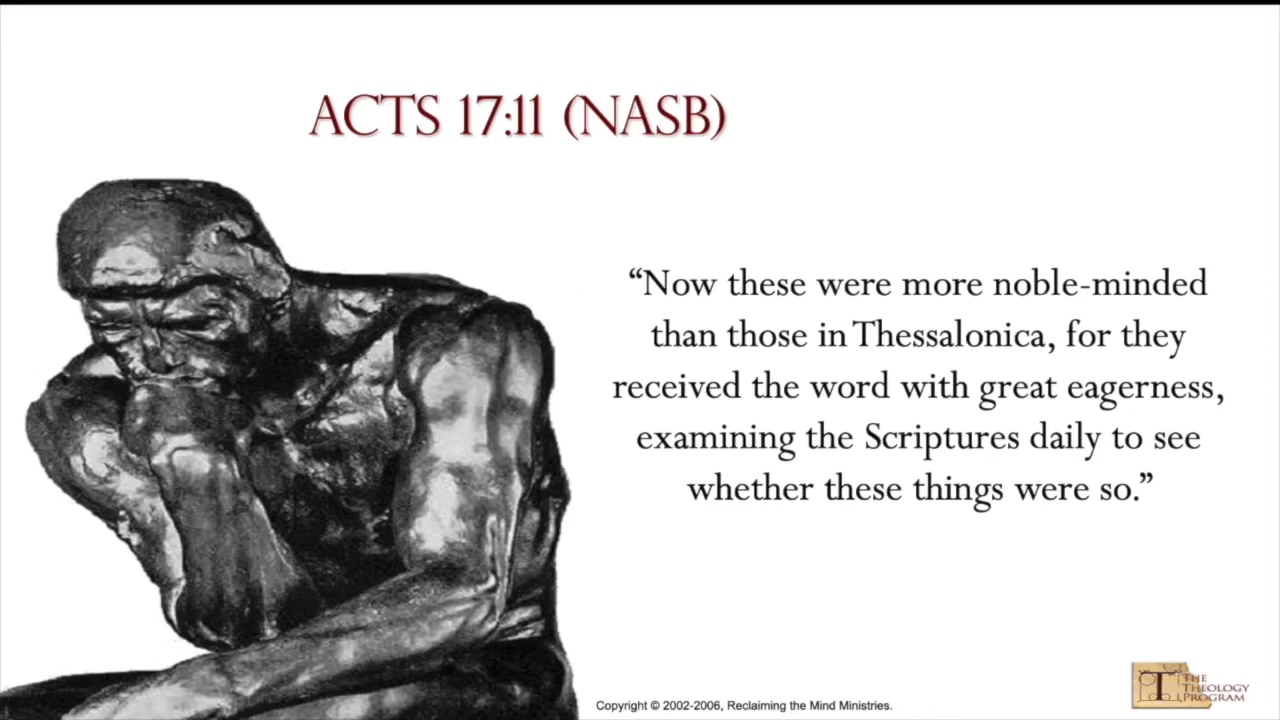 ACTS 17:11 (NASB)
“Now these were more noble-minded
than those in Thessalonica, for they
received the word with great eagerness,
examining the Scriptures daily to see
whether these things were so.”
Copyright © 2002-2006, Reclaiming the Mind Ministries.
T
THE
THEOLOGY
PROGRAM